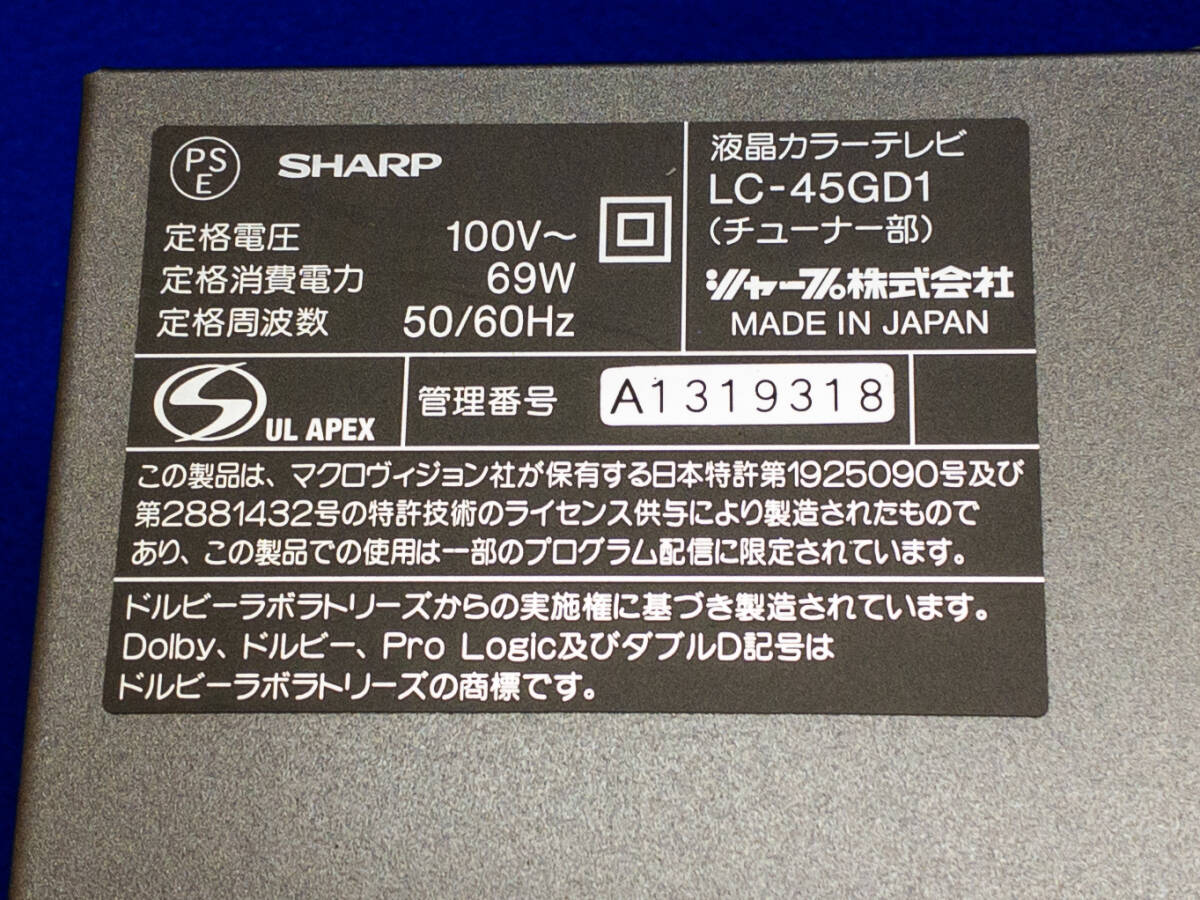 PS
E
SHARP
定格電圧 100V～
定格消費電力 69W
定格周波数 50/60Hz
液晶カラーテレビ
LC-45GD1
(チューナー部)
シャープ株式会社
MADE IN JAPAN
UL APEX
管理番号 A1319318
この製品は、マクロヴィジョン社が保有する日本特許第1925090号及び
第2881432号の特許技術のライセンス供与により製造されたもので
あり、この製品での使用は一部のプログラム配信に限定されています。
ドルビーラボラトリーズからの実施権に基づき製造されています。
Dolby、ドルビー、Pro Logic及びダブルD記号は
ドルビーラボラトリーズの商標です。